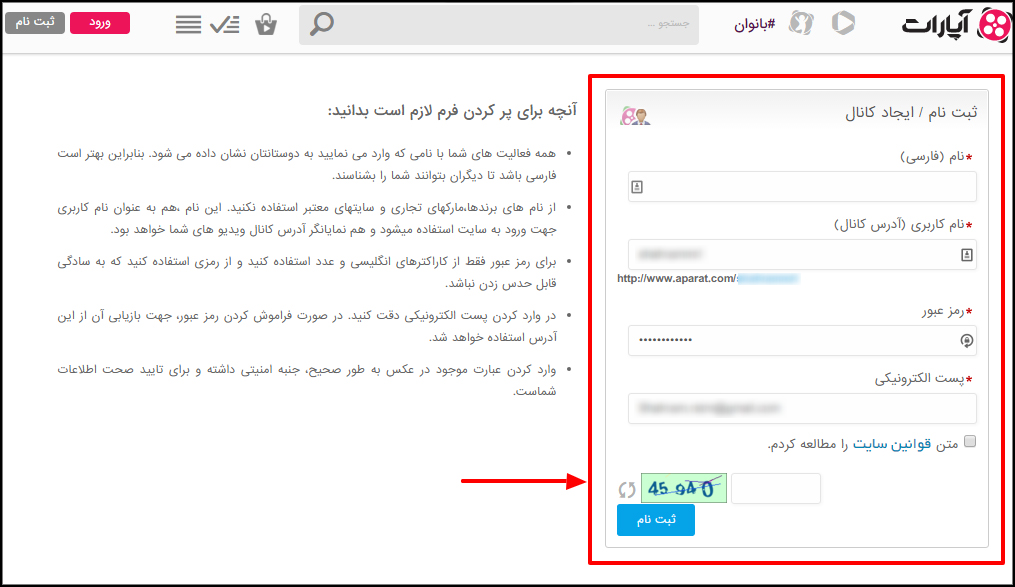 آپارات
#بانوان
جستجو ...
ورود
ثبت نام
ثبت نام / ایجاد کانال
*نام (فارسی)
*نام کاربری (آدرس کانال)
http://www.aparat.com/
*رمز عبور
••••••••••••
*پست الکترونیکی
متن قوانین سایت را مطالعه کردم.
45940
ثبت نام
آنچه برای پر کردن فرم لازم است بدانید:
همه فعالیت های شما با نامی که وارد می نمایید به دوستانتان نشان داده می شود. بنابراین بهتر است
فارسی باشد تا دیگران بتوانند شما را بشناسند.
از نام های برندها،مارکهای تجاری و سایتهای معتبر استفاده نکنید. این نام ،هم به عنوان نام کاربری
جهت ورود به سایت استفاده میشود و هم نمایانگر آدرس کانال ویدیو های شما خواهد بود.
برای رمز عبور فقط از کاراکترهای انگلیسی و عدد استفاده کنید و از رمزی استفاده کنید که به سادگی
قابل حدس زدن نباشد.
در وارد کردن پست الکترونیکی دقت کنید. در صورت فراموش کردن رمز عبور، جهت بازیابی آن از این
آدرس استفاده خواهد شد.
وارد کردن عبارت موجود در عکس به طور صحیح، جنبه امنیتی داشته و برای تایید صحت اطلاعات
شماست.